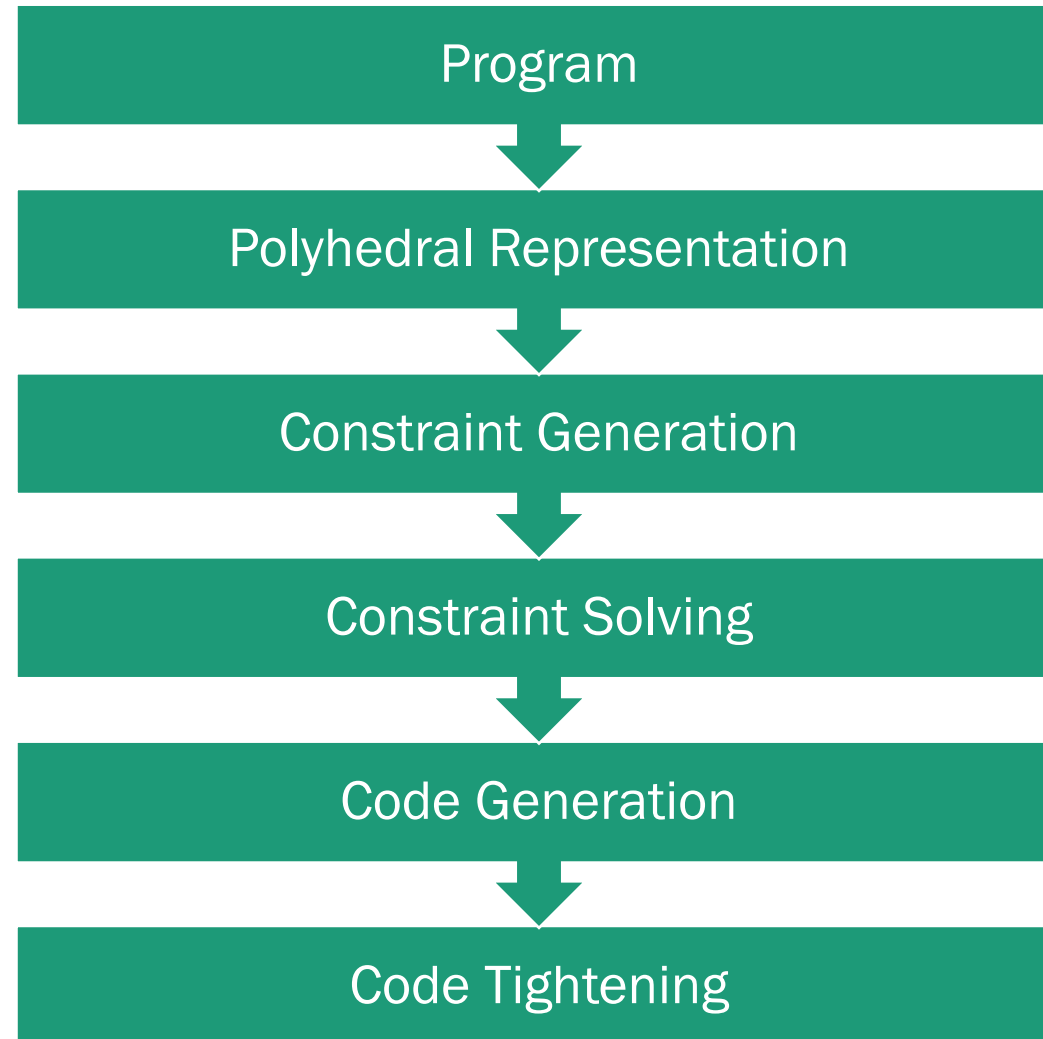 Program
Polyhedral Representation
Constraint Generation
Constraint Solving
Code Generation
Code Tightening